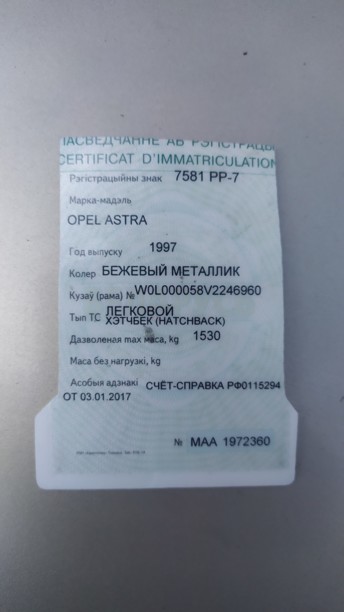 ПАСВЕДЧАННЕ АБ РЭГІСТРАЦЫІ
CERTIFICAT D'IMMATRICULATION
Рэгістрацыйны знак 7581 PP-7
Марка-мадэль
OPEL ASTRA
Год выпуску 1997
Колер БЕЖЕВЫЙ МЕТАЛЛИК
Кузаў (рама) № W0L000058V2246960
Тып ТС ЛЕГКОВОЙ
ХЭТЧБЕК (HATCHBACK)
Дазволеная max маса, kg 1530
Маса без нагрузкі, kg
Асобыя адзнакі СЧЁТ-СПРАВКА РФ0115294
ОТ 03.01.2017
№ MAA 1972360